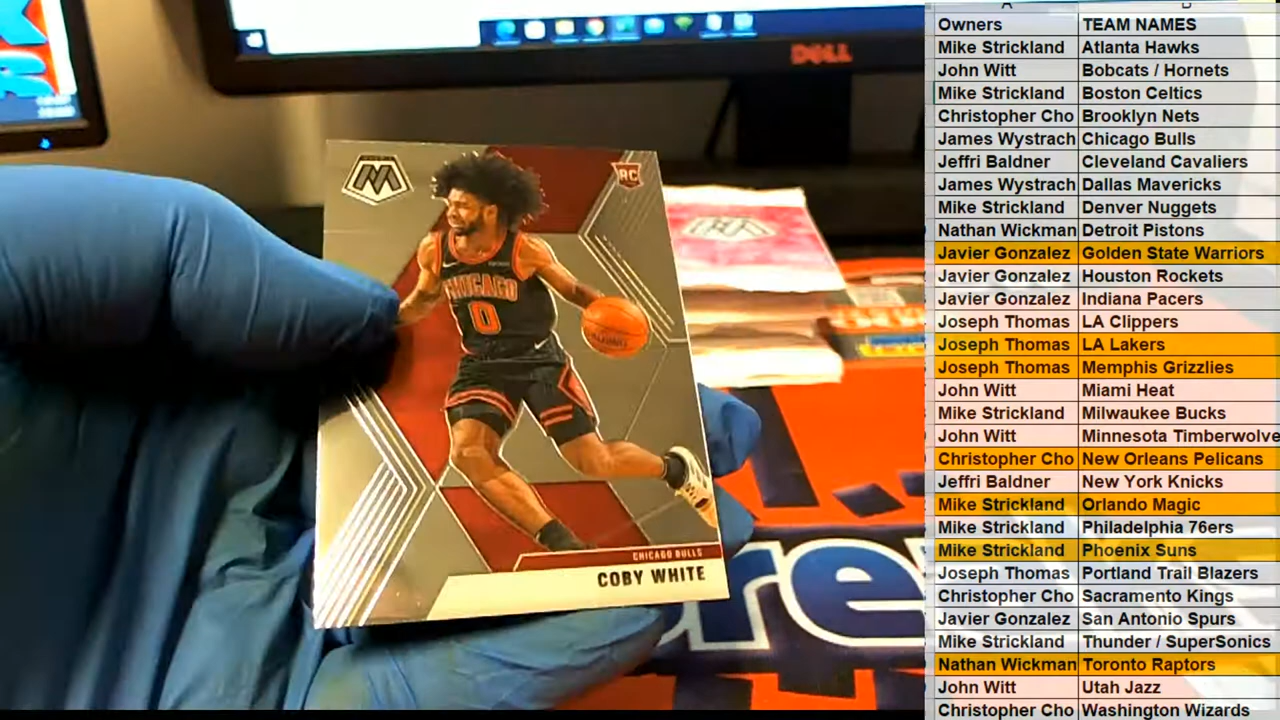 DELL
M
RC
CHICAGO
0
CHICAGO BULLS
COBY WHITE
re
A B
Owners TEAM NAMES
Mike Strickland Atlanta Hawks
John Witt Bobcats / Hornets
Mike Strickland Boston Celtics
Christopher Cho Brooklyn Nets
James Wystrach Chicago Bulls
Jeffri Baldner Cleveland Cavaliers
James Wystrach Dallas Mavericks
Mike Strickland Denver Nuggets
Nathan Wickman Detroit Pistons
Javier Gonzalez Golden State Warriors
Javier Gonzalez Houston Rockets
Javier Gonzalez Indiana Pacers
Joseph Thomas LA Clippers
Joseph Thomas LA Lakers
Joseph Thomas Memphis Grizzlies
John Witt Miami Heat
Mike Strickland Milwaukee Bucks
John Witt Minnesota Timberwolve
Christopher Cho New Orleans Pelicans
Jeffri Baldner New York Knicks
Mike Strickland Orlando Magic
Mike Strickland Philadelphia 76ers
Mike Strickland Phoenix Suns
Joseph Thomas Portland Trail Blazers
Christopher Cho Sacramento Kings
Javier Gonzalez San Antonio Spurs
Mike Strickland Thunder / SuperSonics
Nathan Wickman Toronto Raptors
John Witt Utah Jazz
Christopher Cho Washington Wizards